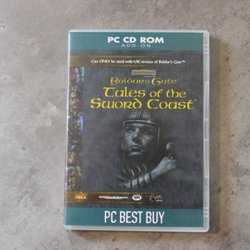 PC CD ROM
ADD-ON
Can ONLY be used with UK version of Baldur's Gate™
Baldur's Gate
Tales of the
Sword Coast
PC BEST BUY